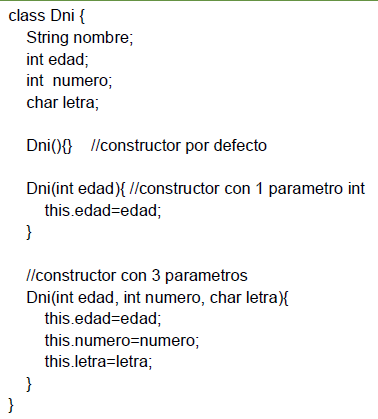 class Dni {
String nombre;
int edad;
int  numero;
char letra;
Dni(){}    //constructor por defecto
Dni(int edad){ //constructor con 1 parametro int
this.edad=edad;
}
//constructor con 3 parametros
Dni(int edad, int numero, char letra){
this.edad=edad;
this.numero=numero;
this.letra=letra;
}
}